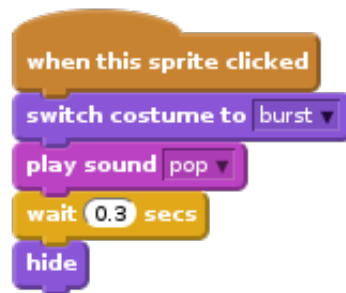 when this sprite clicked
switch costume to burst
play sound pop
wait 0.3 secs
hide